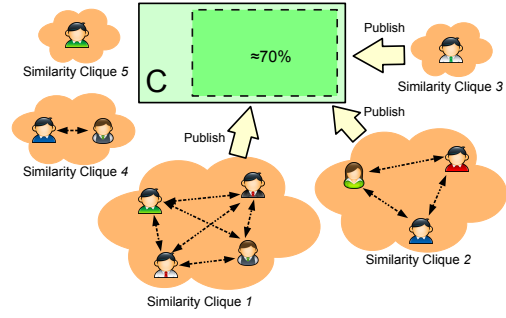 Publish
≈70%
C
Similarity Clique 5
Similarity Clique 3
Publish
Publish
Similarity Clique 4
Similarity Clique 2
Similarity Clique 1